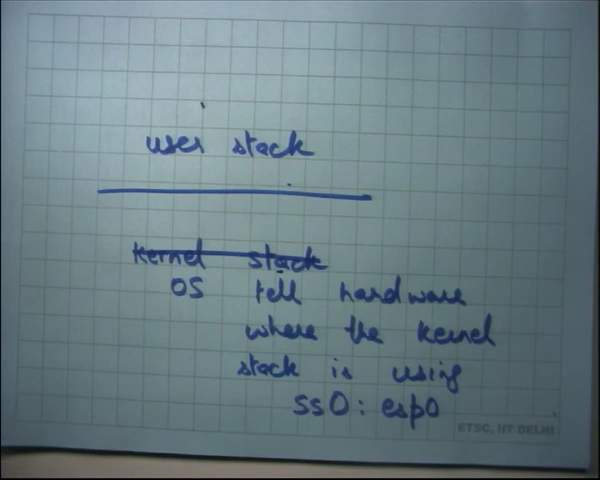 user stack
kernel stack
OS tell hardware
where the kernel
stack is using
SS0: esp0
ETSC, IIT DELHI